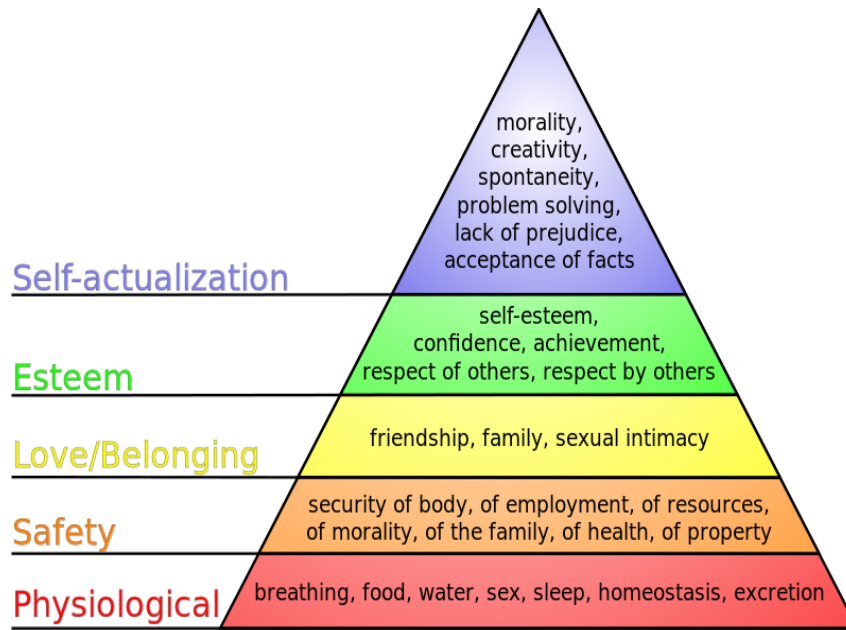 morality,
creativity,
spontaneity,
problem solving,
lack of prejudice,
acceptance of facts
Self-actualization
self-esteem,
confidence, achievement,
respect of others, respect by others
Esteem
friendship, family, sexual intimacy
Love/Belonging
security of body, of employment, of resources,
of morality, of the family, of health, of property
Safety
breathing, food, water, sex, sleep, homeostasis, excretion
Physiological